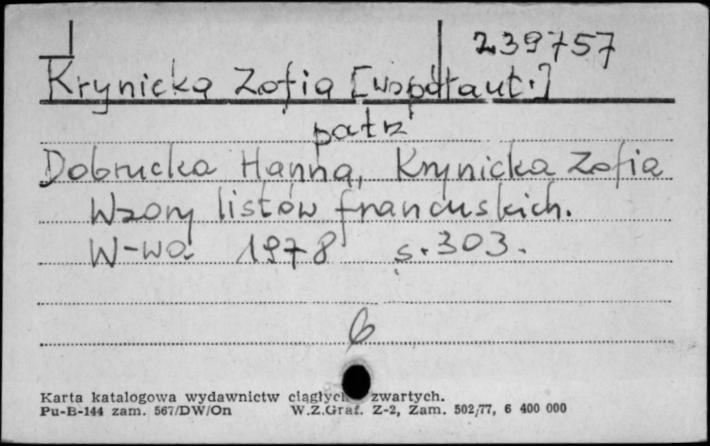 239757
Krynicka Zofia [współaut.]
patrz
Dobrucka Hanna, Krynicka Zofia
Wzory listów francuskich.
W-wa 1978 s. 303.
6
Karta katalogowa wydawnictw ciągłych zwartych.
Pu-B-144 zam. 567/DW/On W.Z.Graf. Z-2, Zam. 502/77, 6 400 000